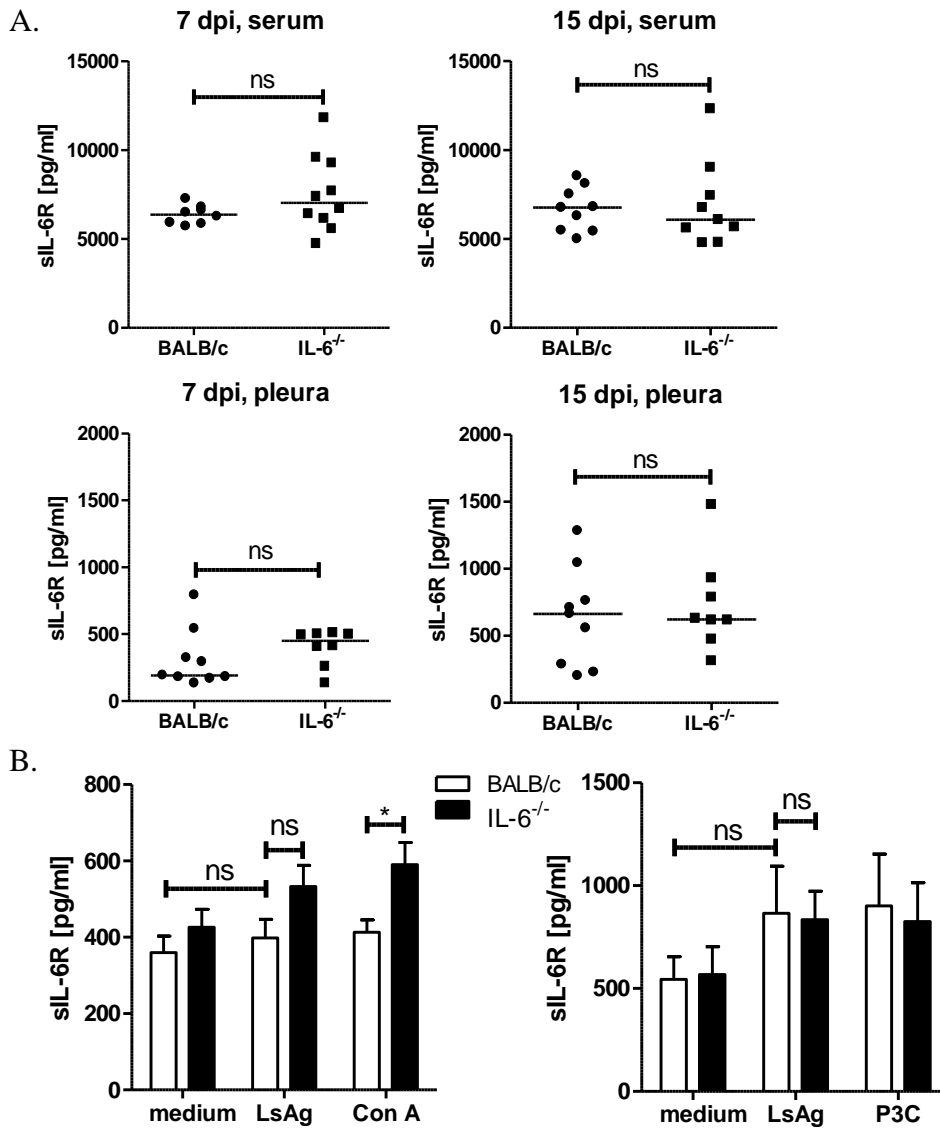 A.
7 dpi, serum
15 dpi, serum
sIL-6R [pg/ml]
15000
10000
5000
0
ns
BALB/c
IL-6-/-
sIL-6R [pg/ml]
15000
10000
5000
0
ns
BALB/c
IL-6-/-
7 dpi, pleura
15 dpi, pleura
sIL-6R [pg/ml]
2000
1500
1000
500
0
ns
BALB/c
IL-6-/-
sIL-6R [pg/ml]
2000
1500
1000
500
0
ns
BALB/c
IL-6-/-
B.
BALB/c
IL-6-/-
sIL-6R [pg/ml]
800
600
400
200
0
ns
ns
*
medium
LsAg
Con A
sIL-6R [pg/ml]
1500
1000
500
0
ns
ns
medium
LsAg
P3C